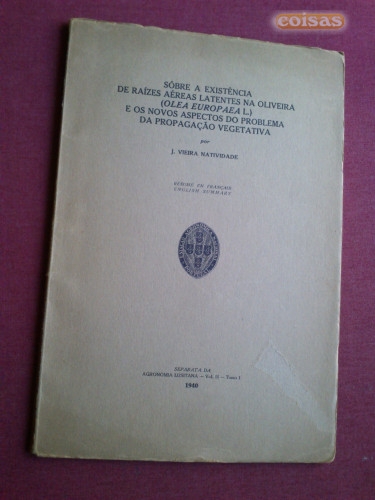 coisas
SÔBRE A EXISTÊNCIA
DE RAÍZES AÉREAS LATENTES NA OLIVEIRA
(OLEA EUROPAEA L.)
E OS NOVOS ASPECTOS DO PROBLEMA
DA PROPAGAÇÃO VEGETATIVA
por
J. VIEIRA NATIVIDADE
RÉSUMÉ EN FRANÇAIS
ENGLISH SUMMARY
SEPARATA DA
AGRONOMIA LUSITANA – Vol. II – Tomo I
1940